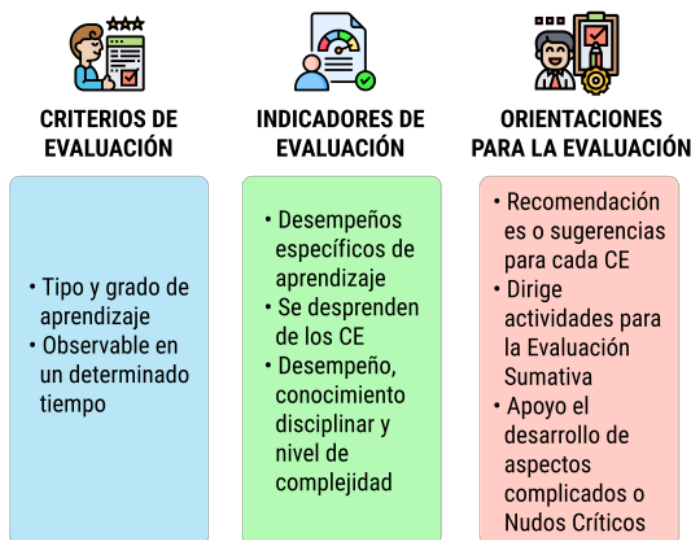 CRITERIOS DE
EVALUACIÓN
• Tipo y grado de
aprendizaje
• Observable en
un determinado
tiempo
INDICADORES DE
EVALUACIÓN
• Desempeños
específicos de
aprendizaje
• Se desprenden
de los CE
• Desempeño,
conocimiento
disciplinar y
nivel de
complejidad
ORIENTACIONES
PARA LA EVALUACIÓN
• Recomendación
es o sugerencias
para cada CE
• Dirige
actividades para
la Evaluación
Sumativa
• Apoyo el
desarrollo de
aspectos
complicados o
Nudos Críticos